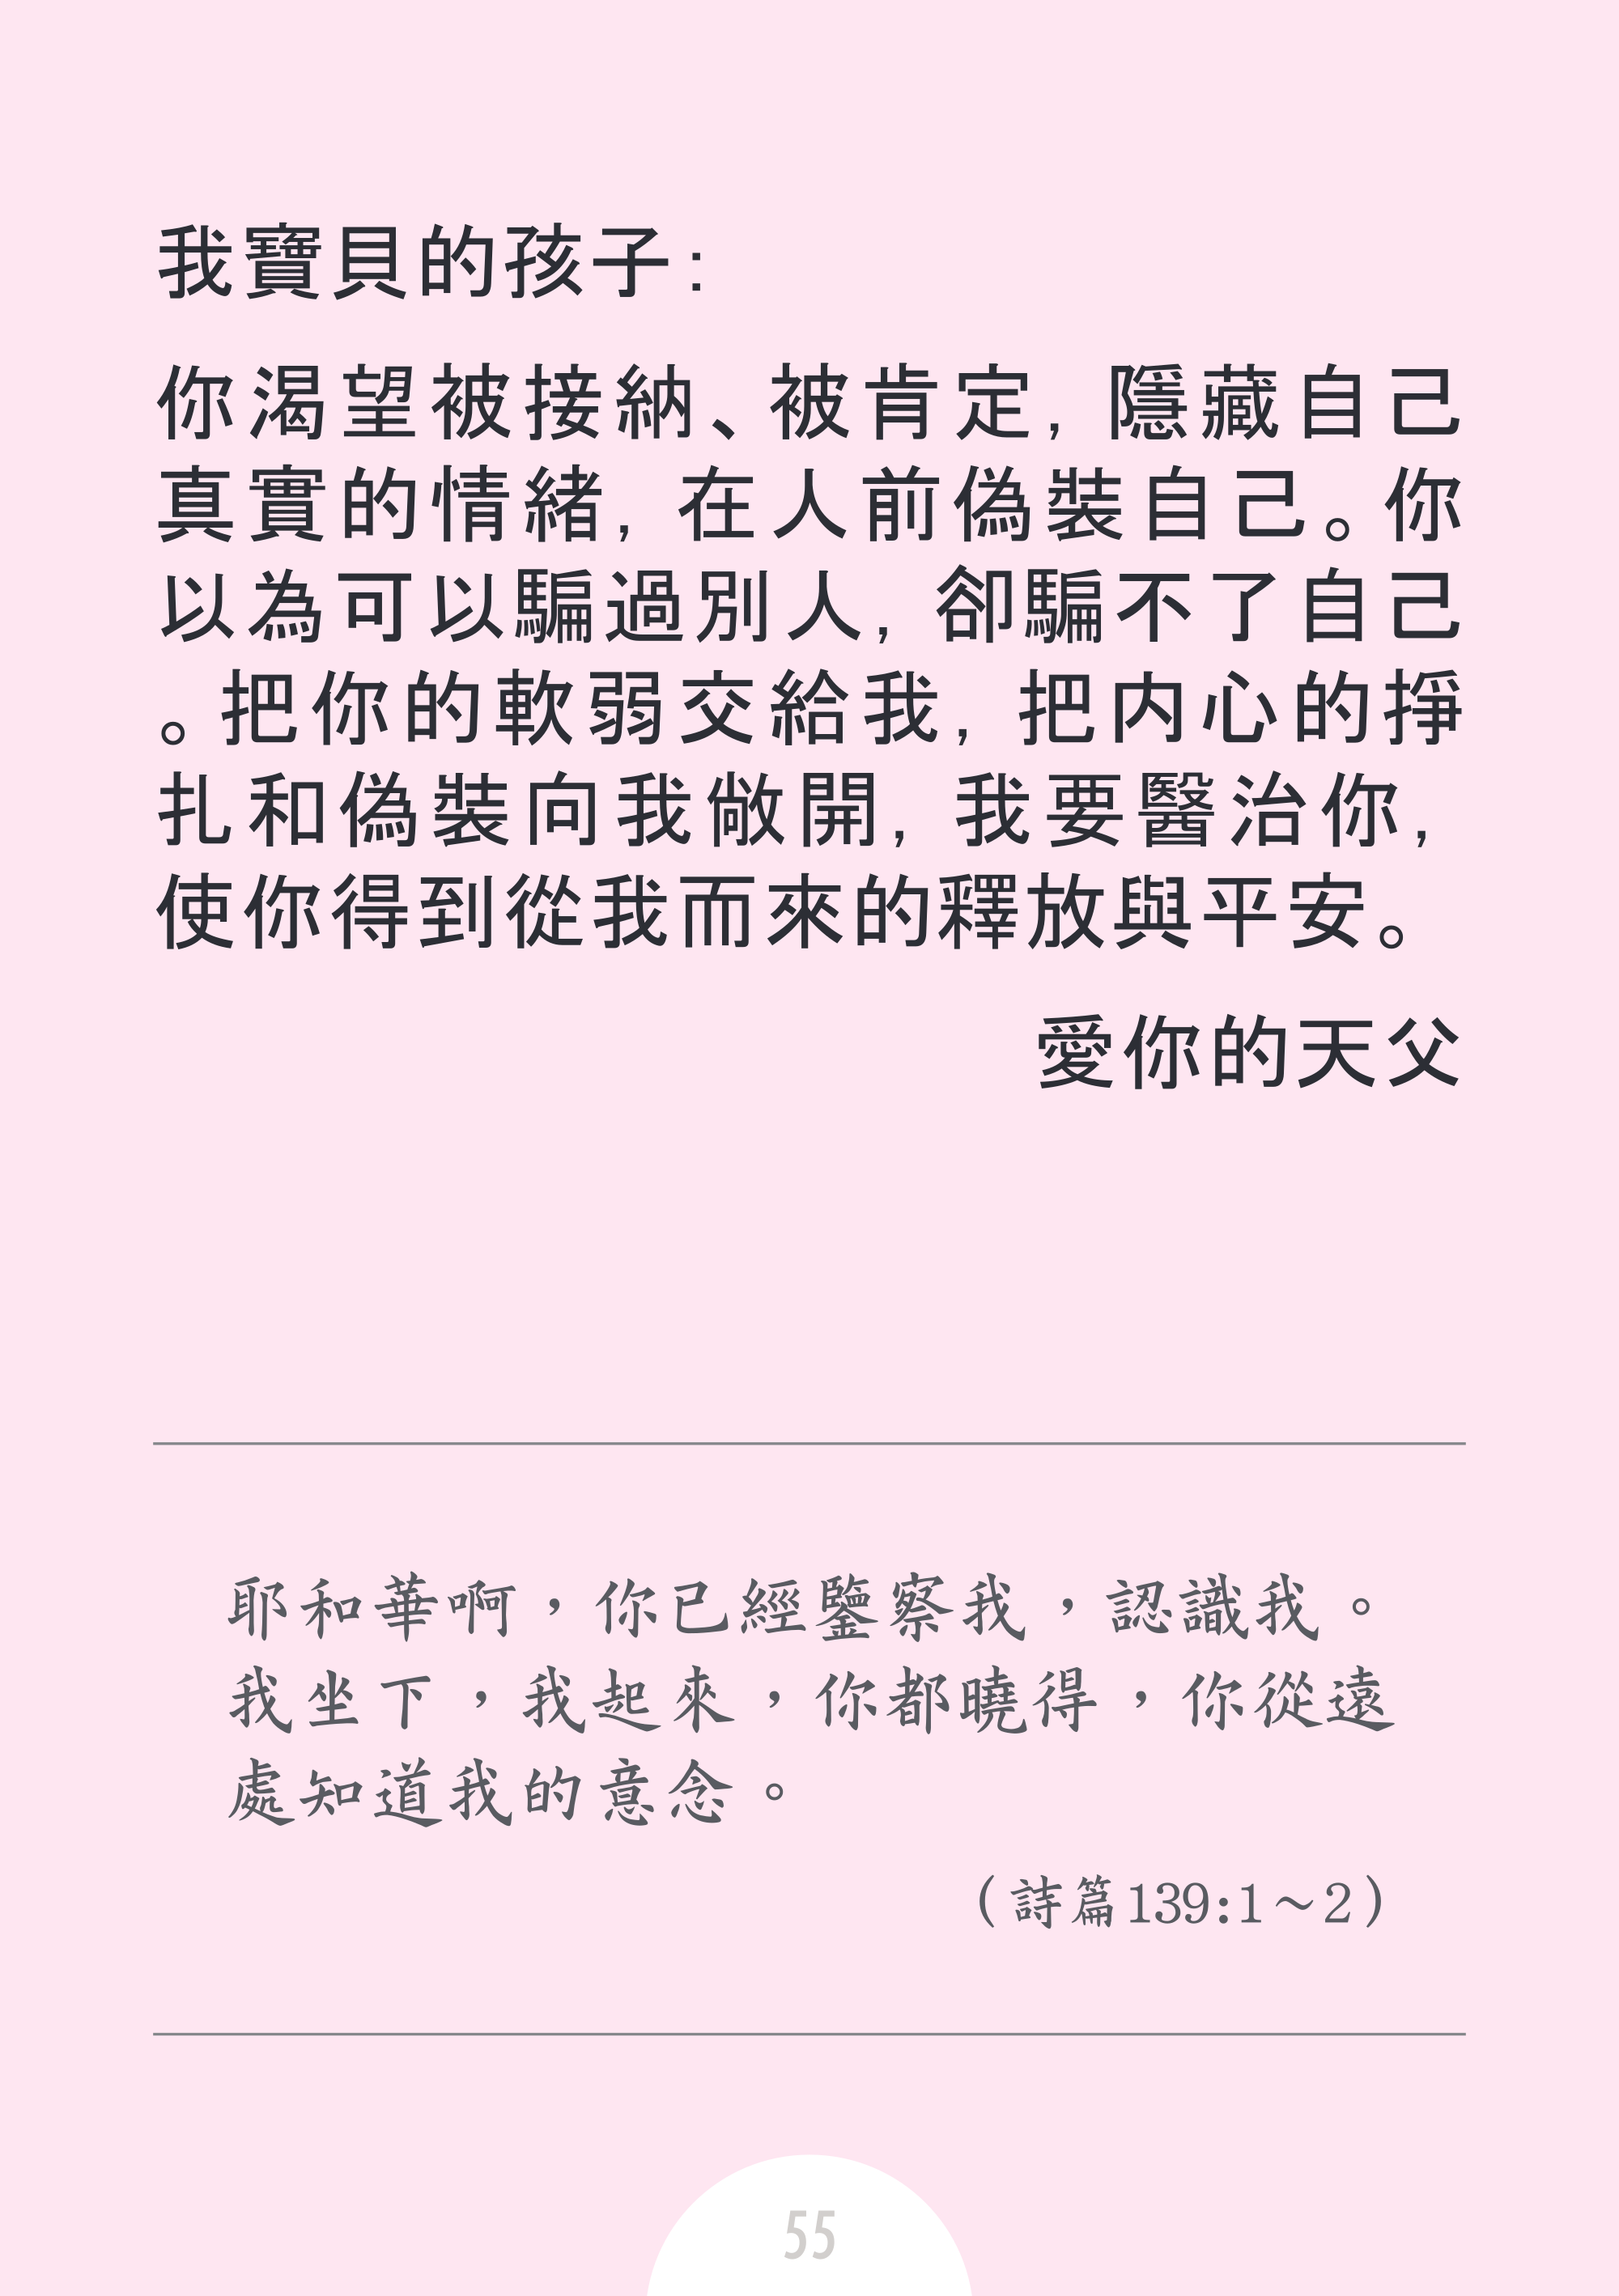 我寶貝的孩子：
你渴望被接納、被肯定，隱藏自己
真實的情緒，在人前偽裝自己。你
以為可以騙過別人，卻騙不了自己
。把你的軟弱交給我，把内心的掙
扎和偽裝向我敞開，我要醫治你，
使你得到從我而來的釋放與平安。
愛你的天父
耶和華啊，你已經鑒察我，認識我。
我坐下，我起來，你都曉得，你從遠
處知道我的意念。
（詩篇139:1～2）
55